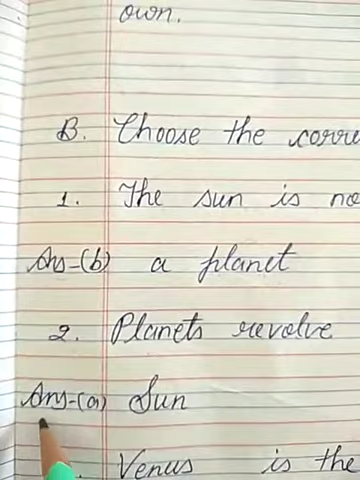 own.
B. Choose the corre
1. The sun is no
Ans-(b) a planet
2. Planets revolve
Ans-(a) Sun
. Venus is the